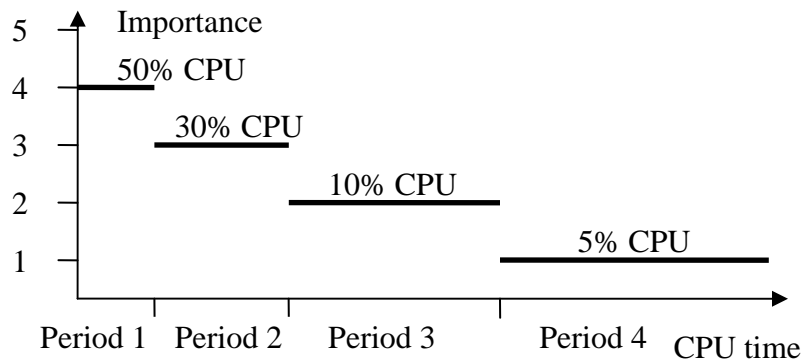 5
Importance
50% CPU
4
30% CPU
3
10% CPU
2
5% CPU
1
Period 1 Period 2 Period 3 Period 4 CPU time